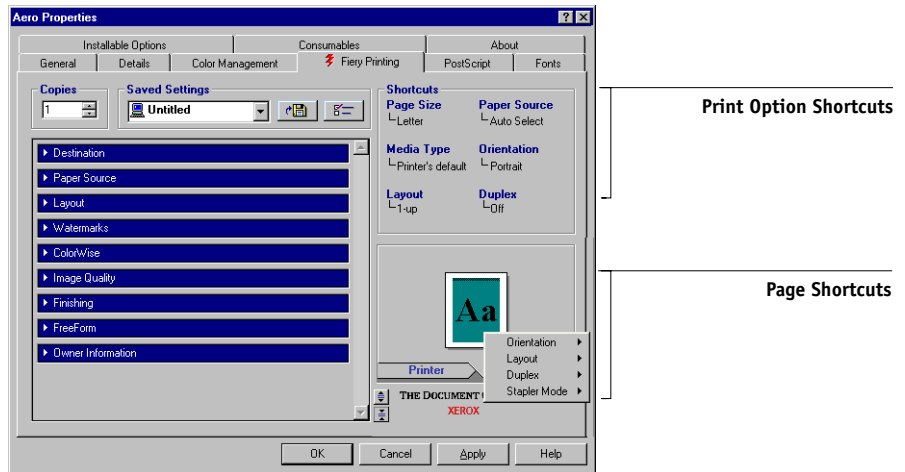 Aero Properties
Installable Options Consumables About
General Details Color Management Fiery Printing PostScript Fonts
Copies
1
Saved Settings
Untitled
Destination
Paper Source
Layout
Watermarks
ColorWise
Image Quality
Finishing
FreeForm
Owner Information
Shortcuts
Page Size Paper Source
Letter Auto Select
Media Type Orientation
Printer's default Portrait
Layout Duplex
1-up Off
Aa
Orientation
Layout
Duplex
Stapler Mode
Printer
THE DOCUMENT
XEROX
OK Cancel Apply Help
Print Option Shortcuts
Page Shortcuts